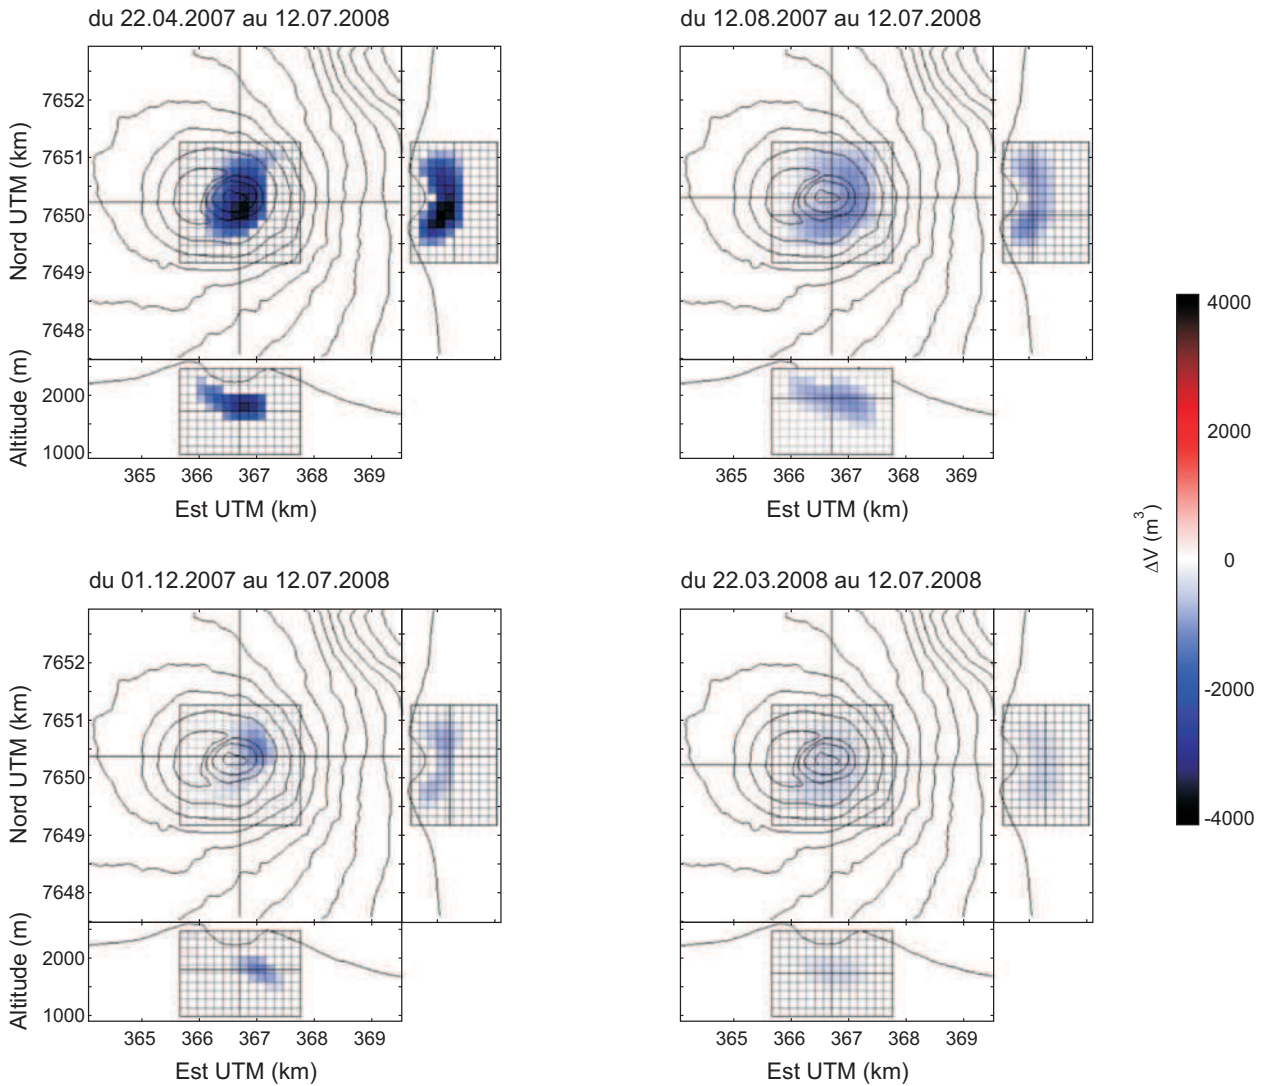 du 22.04.2007 au 12.07.2008
du 12.08.2007 au 12.07.2008
Nord UTM (km)
7652
7651
7650
7649
7648
Altitude (m)
2000
1000
365 366 367 368 369
Est UTM (km)
365 366 367 368 369
Est UTM (km)
4000
2000
0
-2000
-4000
ΔV (m³)
du 01.12.2007 au 12.07.2008
du 22.03.2008 au 12.07.2008
Nord UTM (km)
7652
7651
7650
7649
7648
Altitude (m)
2000
1000
365 366 367 368 369
Est UTM (km)
365 366 367 368 369
Est UTM (km)